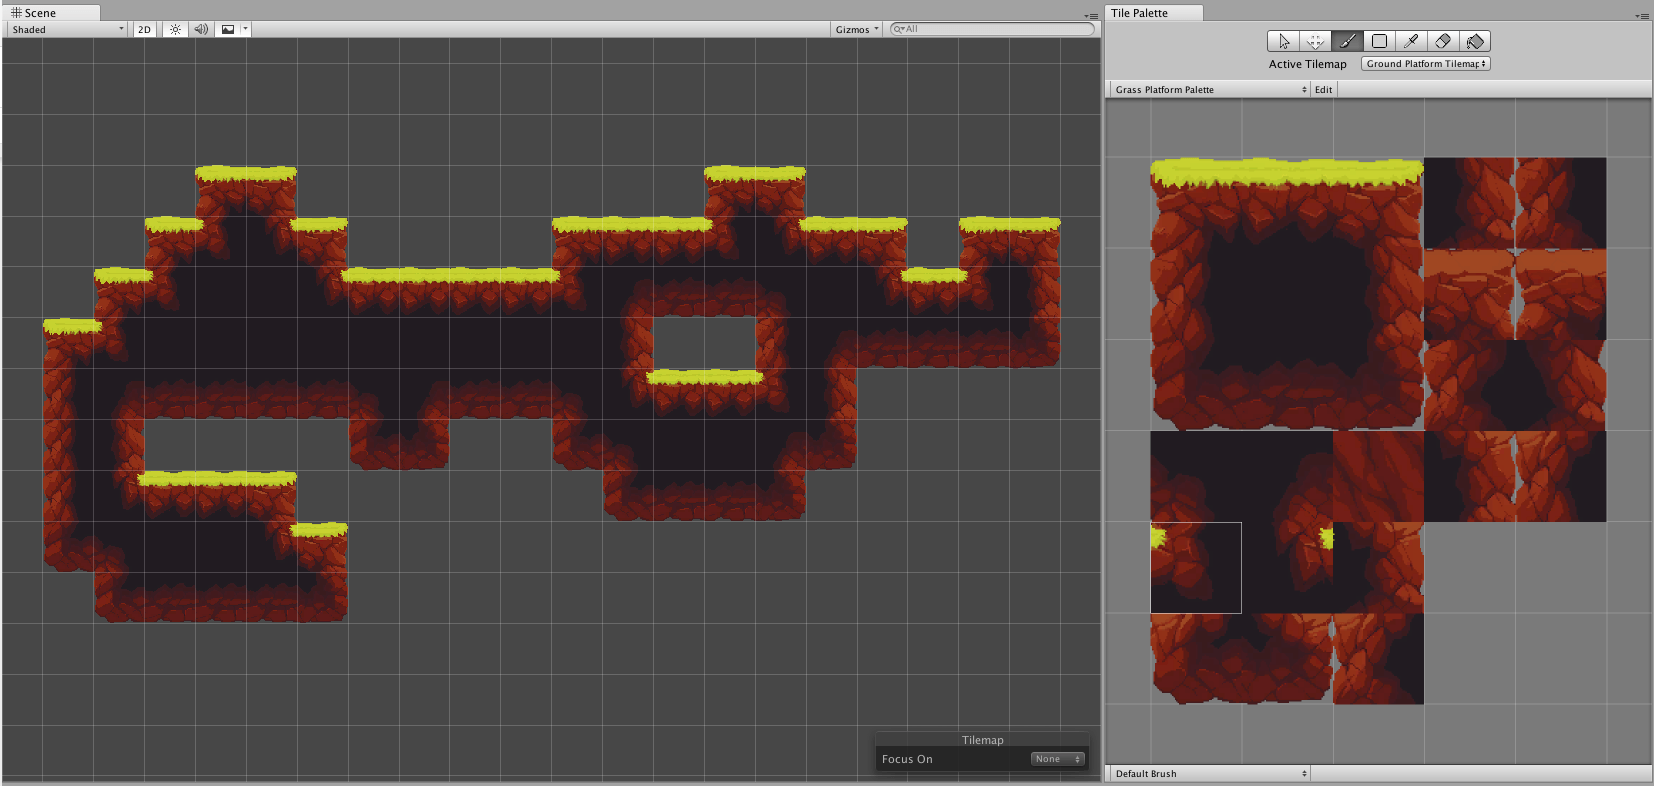 Scene
Shaded
2D
Gizmos
All
Tilemap
Focus On
None
Tile Palette
Active Tilemap
Ground Platform Tilemap
Grass Platform Palette
Edit
Default Brush